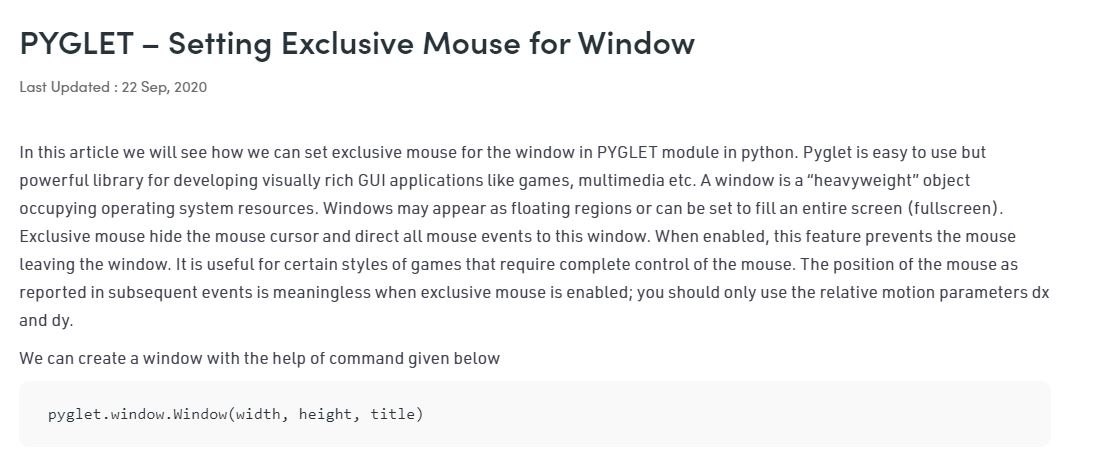 PYGLET – Setting Exclusive Mouse for Window
Last Updated : 22 Sep, 2020
In this article we will see how we can set exclusive mouse for the window in PYGLET module in python. Pyglet is easy to use but
powerful library for developing visually rich GUI applications like games, multimedia etc. A window is a “heavyweight” object
occupying operating system resources. Windows may appear as floating regions or can be set to fill an entire screen (fullscreen).
Exclusive mouse hide the mouse cursor and direct all mouse events to this window. When enabled, this feature prevents the mouse
leaving the window. It is useful for certain styles of games that require complete control of the mouse. The position of the mouse as
reported in subsequent events is meaningless when exclusive mouse is enabled; you should only use the relative motion parameters dx
and dy.
We can create a window with the help of command given below
pyglet.window.Window(width, height, title)